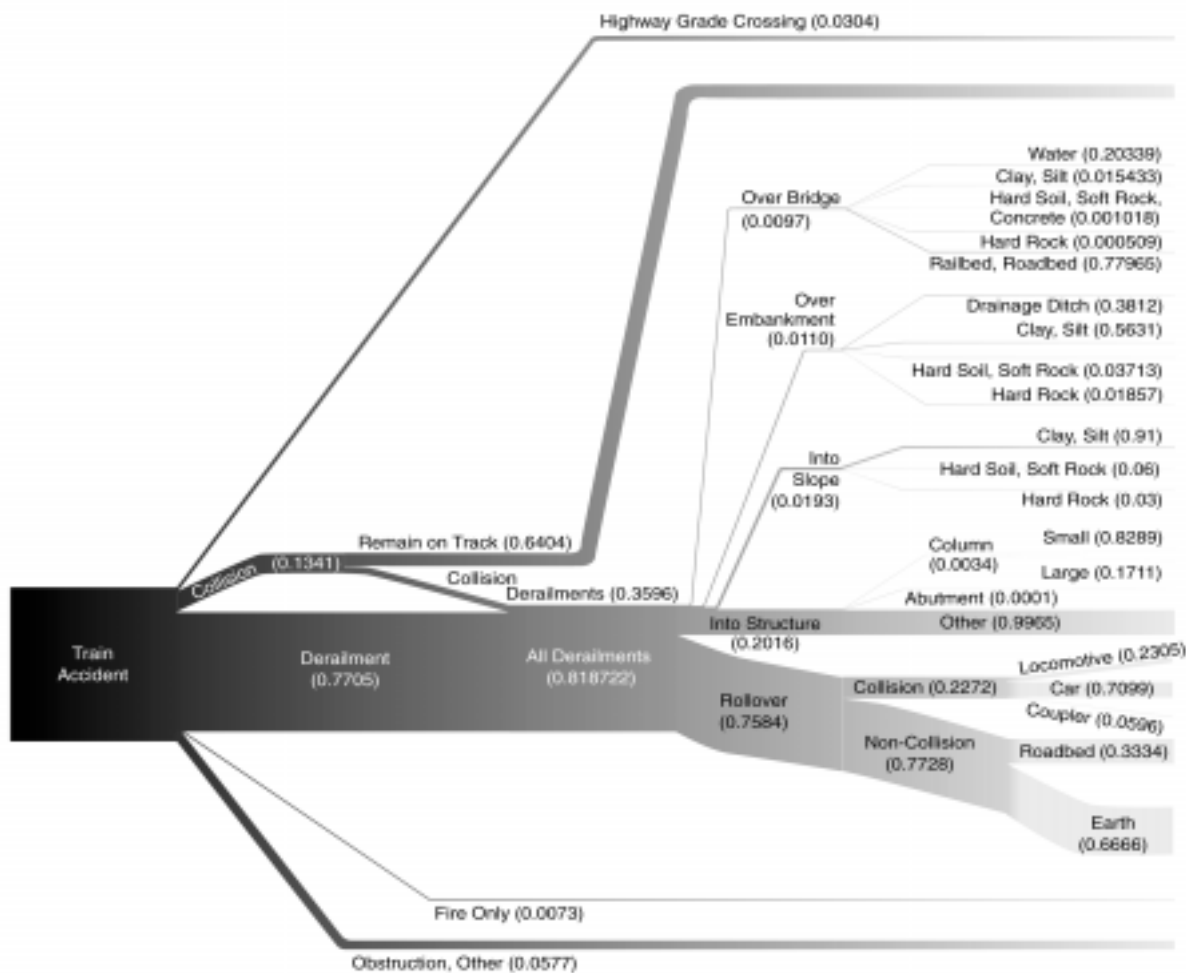 Highway Grade Crossing (0.0304)
Water (0.20339)
Clay, Silt (0.015433)
Over Bridge
(0.0097)
Hard Soil, Soft Rock,
Concrete (0.001018)
Hard Rock (0.000509)
Railbed, Roadbed (0.77965)
Over
Embankment
(0.0110)
Drainage Ditch (0.3812)
Clay, Silt (0.5631)
Hard Soil, Soft Rock (0.03713)
Hard Rock (0.01857)
Into
Slope
(0.0193)
Clay, Silt (0.91)
Hard Soil, Soft Rock (0.06)
Hard Rock (0.03)
Remain on Track (0.6404)
Collision (0.1341)
Collision
Derailments (0.3596)
Column
(0.0034)
Small (0.8289)
Large (0.1711)
Abutment (0.0001)
Into Structure
(0.2016)
Other (0.9965)
Train
Accident
Derailment
(0.7705)
All Derailments
(0.818722)
Rollover
(0.7584)
Collision (0.2272)
Locomotive (0.2305)
Car (0.7099)
Coupler (0.0596)
Non-Collision
(0.7728)
Roadbed (0.3334)
Earth
(0.6666)
Fire Only (0.0073)
Obstruction, Other (0.0577)